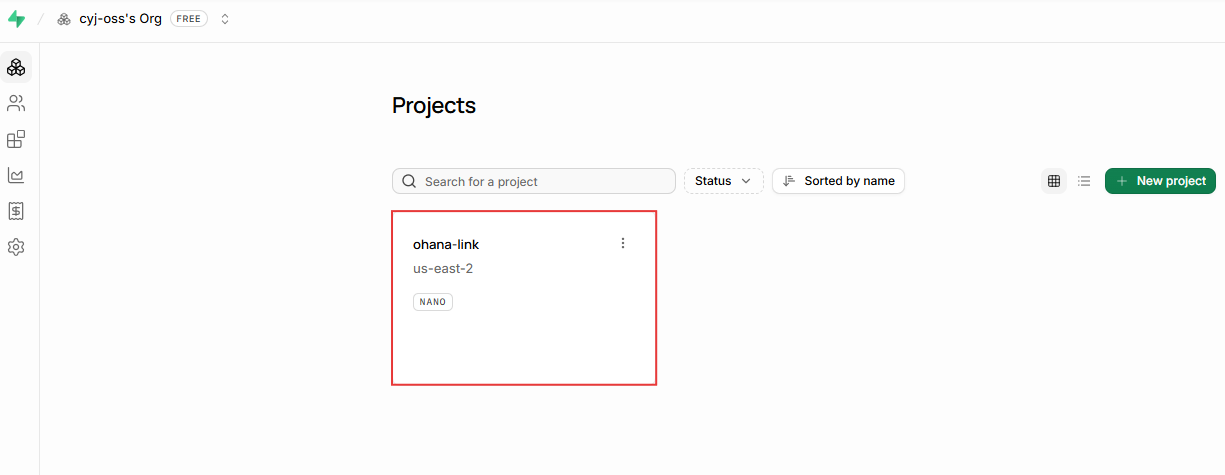 cyj-oss's Org FREE
Projects
Search for a project Status Sorted by name New project
ohana-link
us-east-2
NANO